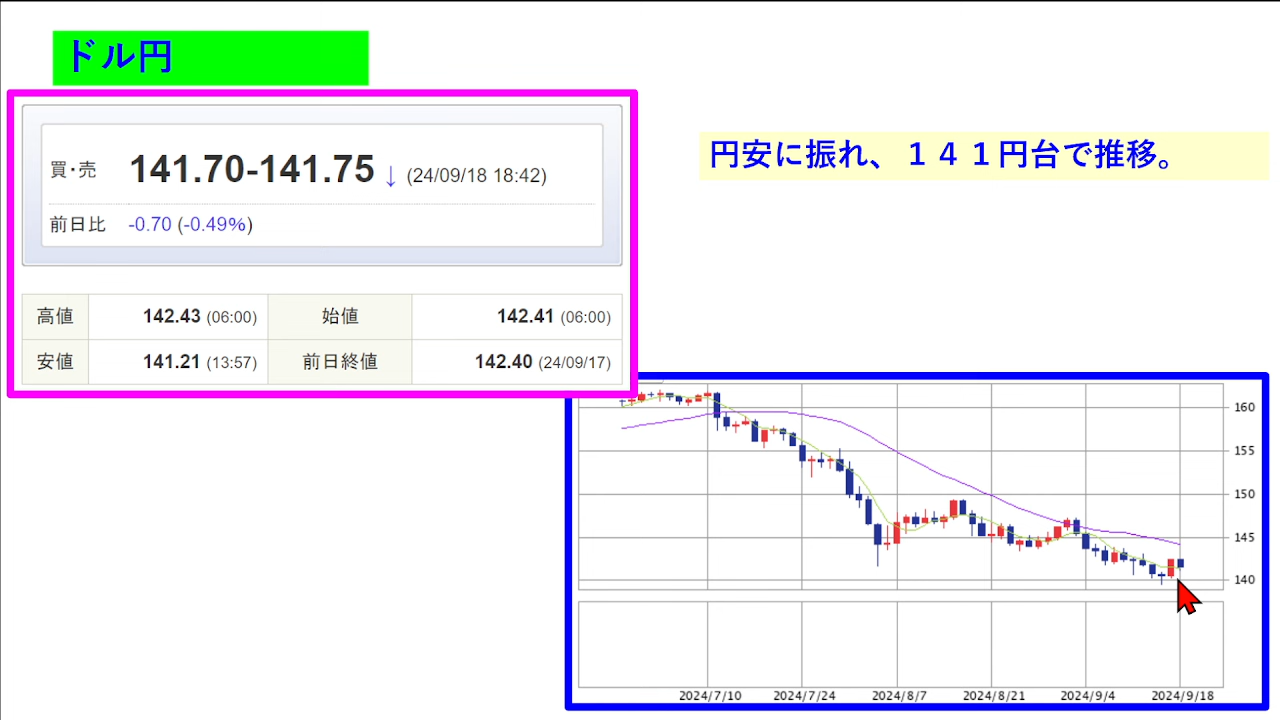 ドル円
買・売 141.70-141.75 ↓ (24/09/18 18:42)
前日比 -0.70 (-0.49%)
円安に振れ、１４１円台で推移。
高値 142.43 (06:00) 始値 142.41 (06:00)
安値 141.21 (13:57) 前日終値 142.40 (24/09/17)
160
155
150
145
140
2024/7/10 2024/7/24 2024/8/7 2024/8/21 2024/9/4 2024/9/18